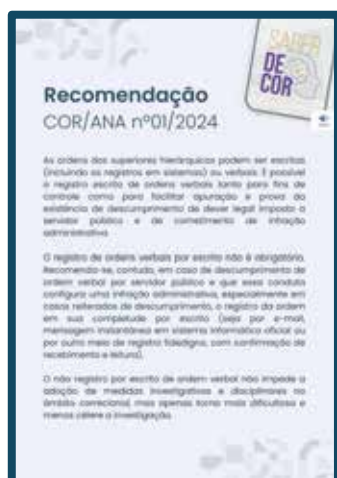 SABER
DE
COR
Recomendação
COR/ANA nº01/2024
As ordens dos superiores hierárquicos podem ser escritas
(incluindo os registros em sistemas) ou verbais. É possível
o registro escrito de ordens verbais tanto para fins de
controle como para facilitar apuração e prova da
existência de descumprimento de dever legal imposto a
servidor público e de cometimento de infração
administrativa.
O registro de ordens verbais por escrito não é obrigatório.
Recomenda-se, contudo, em caso de descumprimento de
ordem verbal por servidor público e que essa conduta
configura uma infração administrativa, especialmente em
casos reiterados de descumprimento, o registro da ordem
em sua completude por escrito (seja por e-mail,
mensagem instantânea em sistema informático oficial ou
por outro meio de registro fidedigno, com confirmação de
recebimento e leitura).
O não registro por escrito de ordem verbal não impede a
adoção de medidas investigativas e disciplinares no
âmbito correcional, mas apenas torna mais dificultosa e
menos célere a investigação.